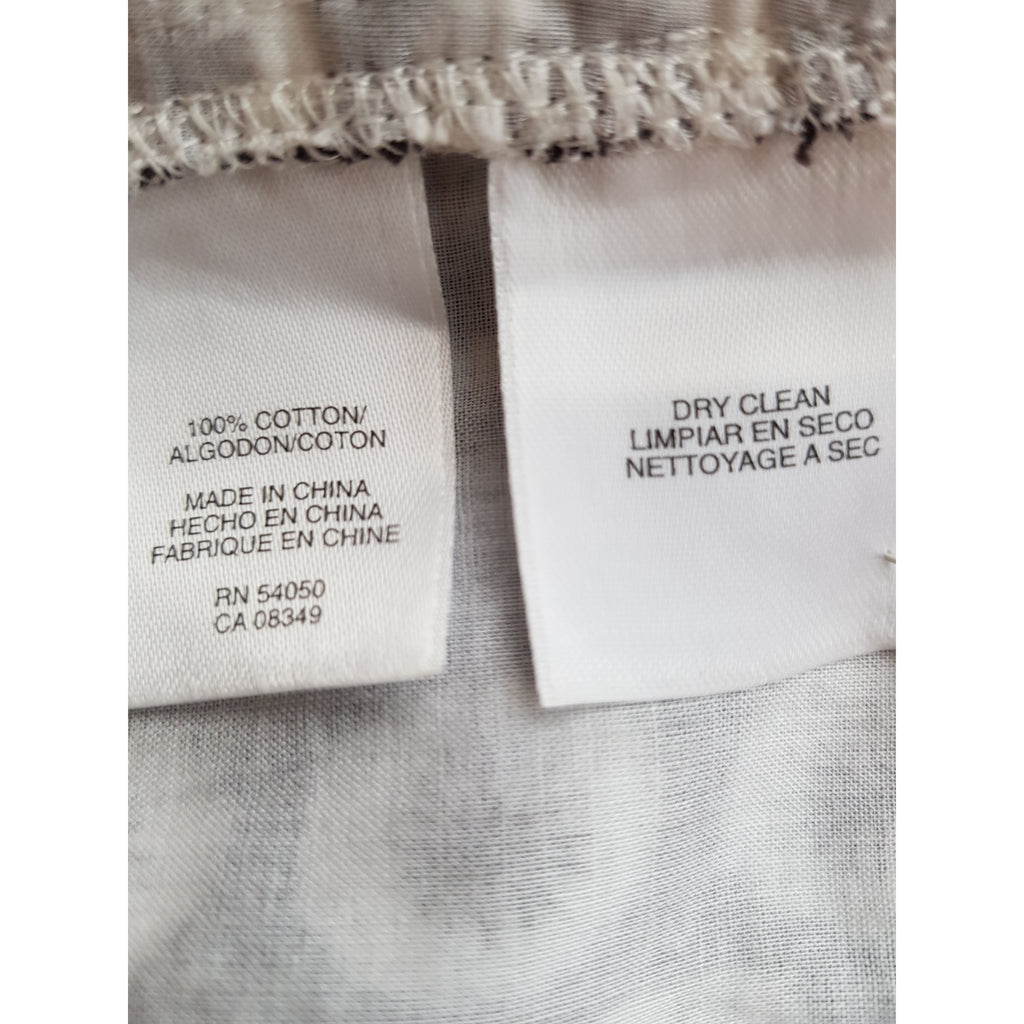 100% COTTON/
ALGODON/COTON
MADE IN CHINA
HECHO EN CHINA
FABRIQUE EN CHINE
RN 54050
CA 08349
DRY CLEAN
LIMPIAR EN SECO
NETTOYAGE A SEC